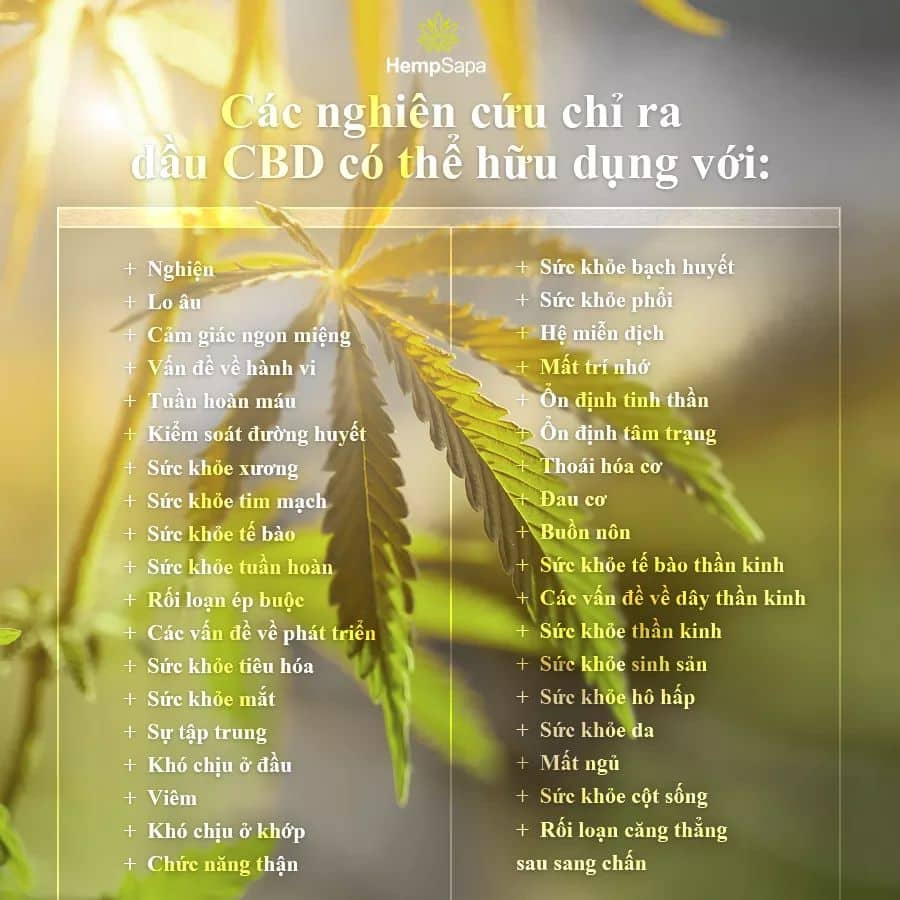 HempSapa
Các nghiên cứu chỉ ra
dầu CBD có thể hữu dụng với:
+ Nghiện
+ Lo âu
+ Cảm giác ngon miệng
+ Vấn đề về hành vi
+ Tuần hoàn máu
+ Kiểm soát đường huyết
+ Sức khỏe xương
+ Sức khỏe tim mạch
+ Sức khỏe tế bào
+ Sức khỏe tuần hoàn
+ Rối loạn ép buộc
+ Các vấn đề về phát triển
+ Sức khỏe tiêu hóa
+ Sức khỏe mắt
+ Sự tập trung
+ Khó chịu ở đầu
+ Viêm
+ Khó chịu ở khớp
+ Chức năng thận
+ Sức khỏe bạch huyết
+ Sức khỏe phổi
+ Hệ miễn dịch
+ Mất trí nhớ
+ Ổn định tinh thần
+ Ổn định tâm trạng
+ Thoái hóa cơ
+ Đau cơ
+ Buồn nôn
+ Sức khỏe tế bào thần kinh
+ Các vấn đề về dây thần kinh
+ Sức khỏe thần kinh
+ Sức khỏe sinh sản
+ Sức khỏe hô hấp
+ Sức khỏe da
+ Mất ngủ
+ Sức khỏe cột sống
+ Rối loạn căng thẳng
sau sang chấn